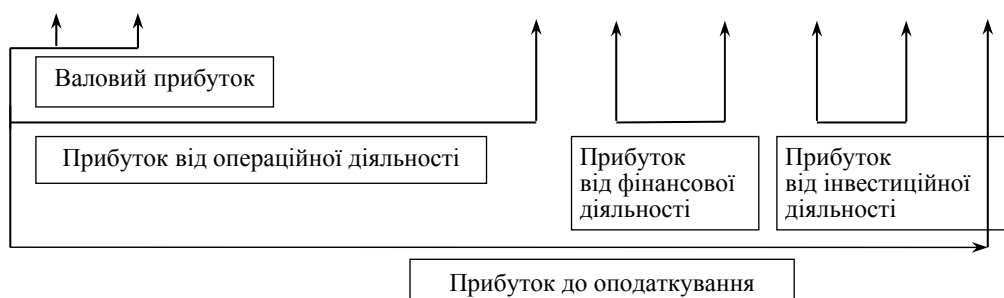 Валовий прибуток
Прибуток від операційної діяльності
Прибуток
від фінансової
діяльності
Прибуток
від інвестиційної
діяльності
Прибуток до оподаткування